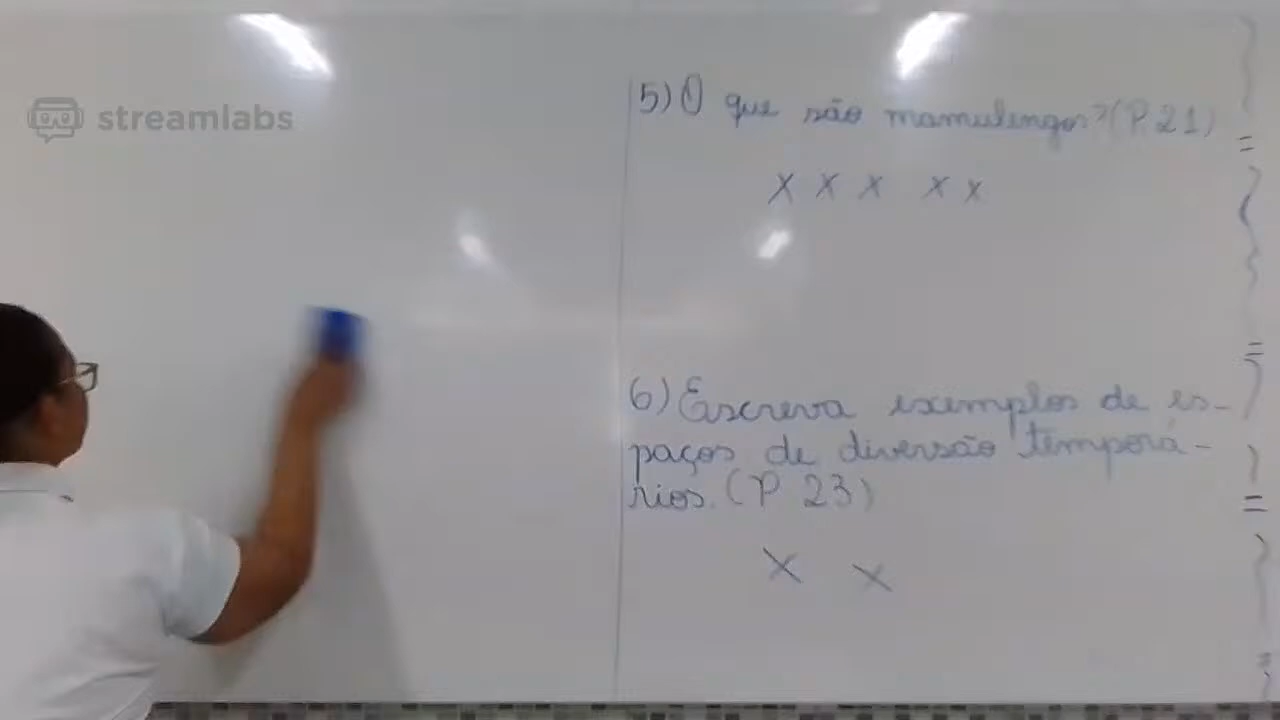 streamlabs
5) O que são mamulengos? (P. 21)
X X X X X
6) Escreva exemplos de es-
paços de diversão temporá-
rios. (P 23)
X X